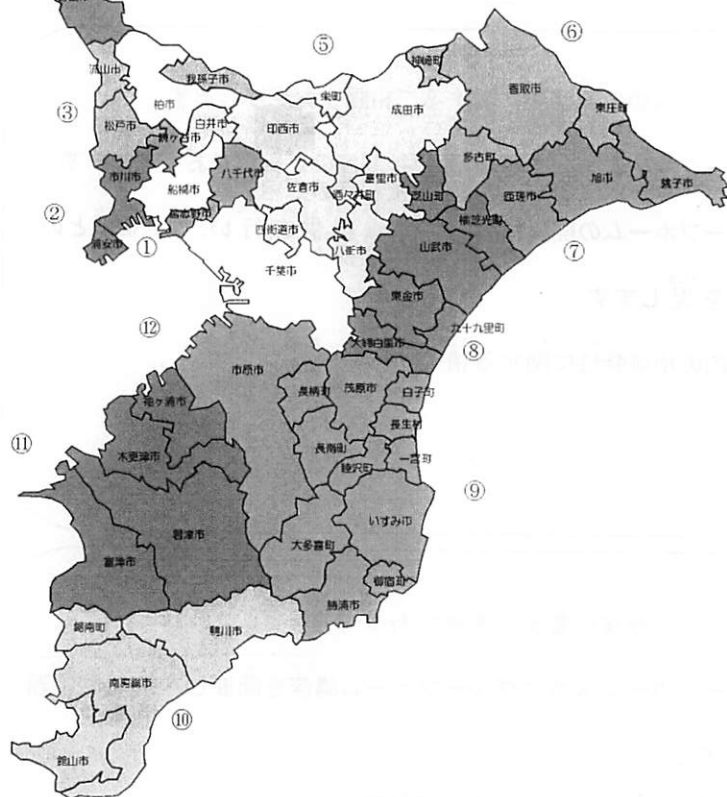 ⑤
⑥
流山市
我孫子市
栄町
神崎町
香取市
東庄町
成田市
柏市
③
松戸市
白井市
印西市
鎌ヶ谷市
多古町
旭市
銚子市
市川市
船橋市
八千代市
佐倉市
酒々井町
富里市
芝山町
匝瑳市
横芝光町
②
浦安市
習志野市
四街道市
八街市
山武市
①
千葉市
⑦
東金市
九十九里町
⑫
大網白里市
⑧
市原市
茂原市
長柄町
白子町
袖ヶ浦市
長生村
⑪
木更津市
長南町
一宮町
睦沢町
⑨
いすみ市
君津市
大多喜町
富津市
御宿町
勝浦市
鋸南町
鴨川市
南房総市
⑩
館山市